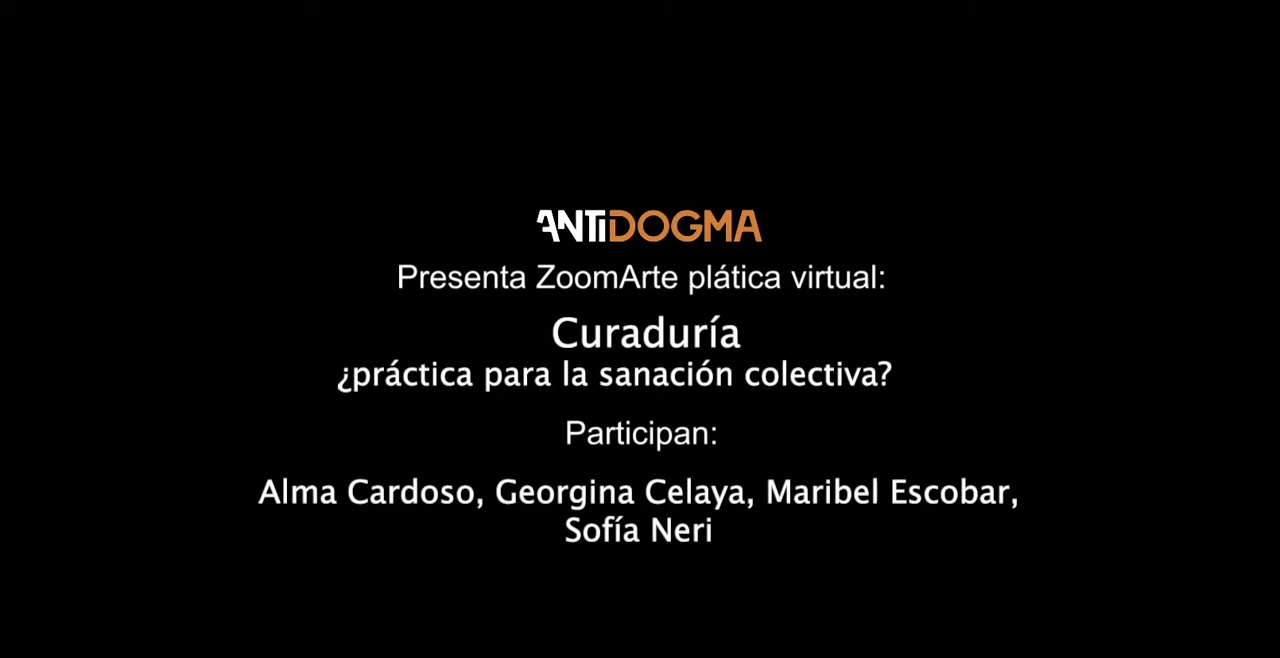 ANTiDOGMA
Presenta ZoomArte plática virtual:
Curaduría
¿práctica para la sanación colectiva?
Participan:
Alma Cardoso, Georgina Celaya, Maribel Escobar,
Sofía Neri